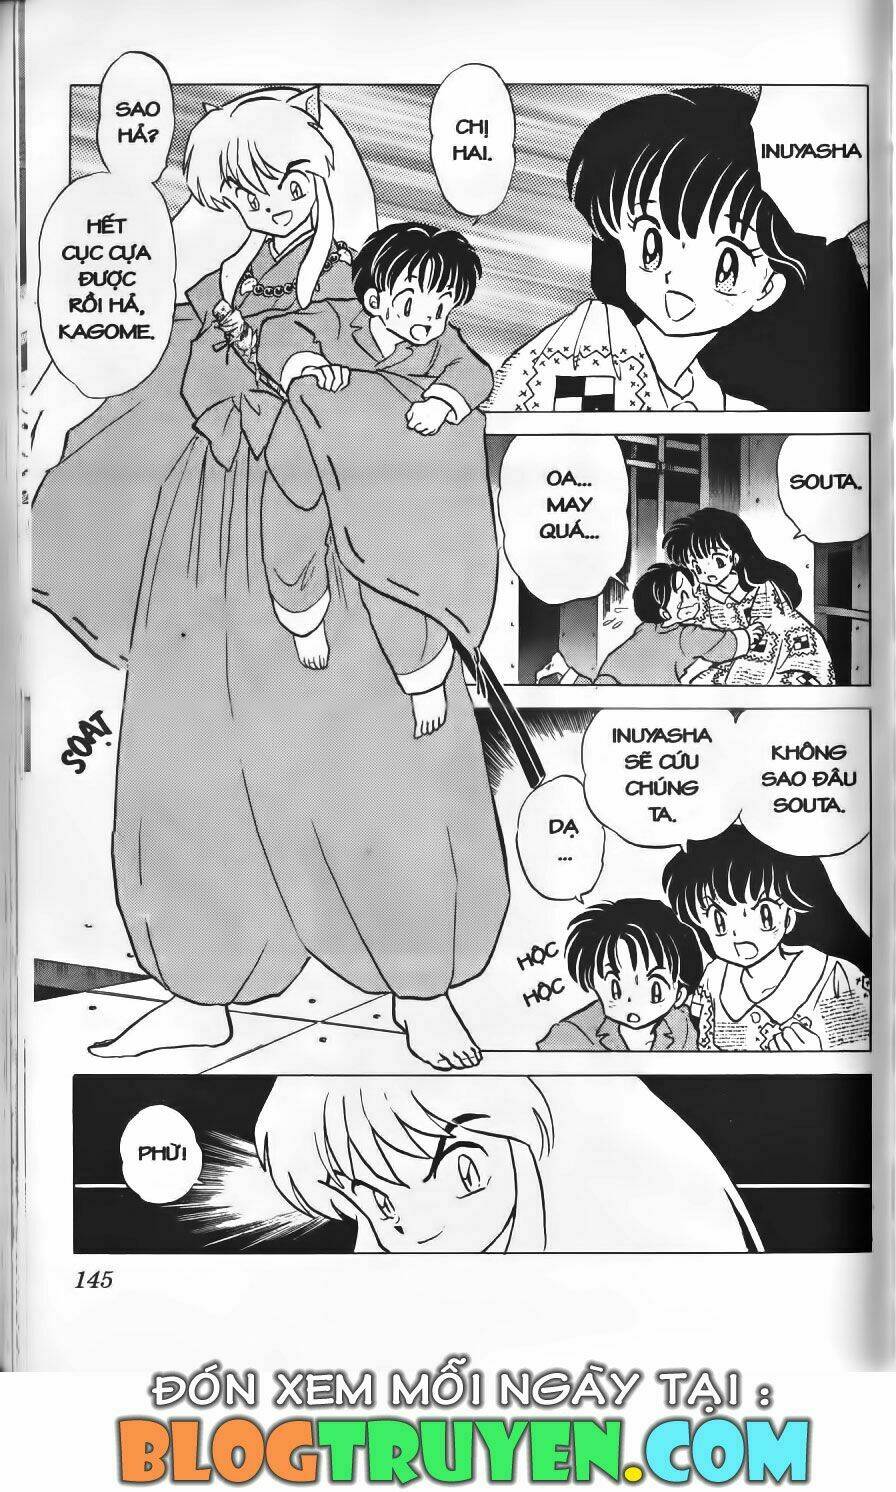 INUYASHA
CHỊ
HAI.
SAO
HẢ?
HẾT
CỤC CỰA
ĐƯỢC
RỒI HẢ,
KAGOME.
SOẠT
SOUTA.
OA...
MAY
QUÁ...
KHÔNG
SAO ĐÂU
SOUTA.
INUYASHA
SẼ CỨU
CHÚNG
TA.
DẠ
...
HỘC
HỘC
PHỪ!
145
ĐÓN XEM MỖI NGÀY TẠI :
BLOGTRUYEN.COM